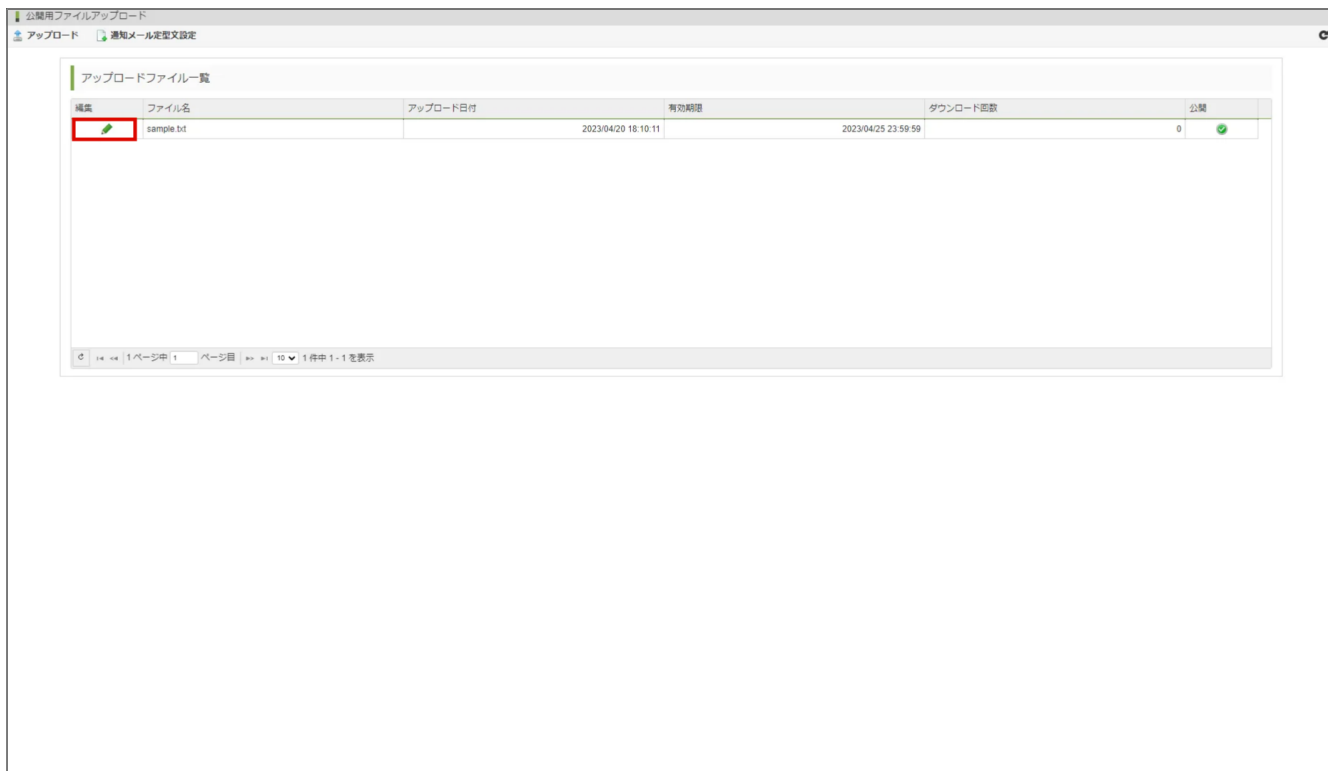 公開用ファイルアップロード
アップロード 通知メール定型文設定
アップロードファイル一覧
編集 ファイル名 アップロード日付 有効期限 ダウンロード回数 公開
sample.txt 2023/04/20 18:10:11 2023/04/25 23:59:59 0
1 ページ中 1 ページ目 10 1 件中 1 - 1 を表示